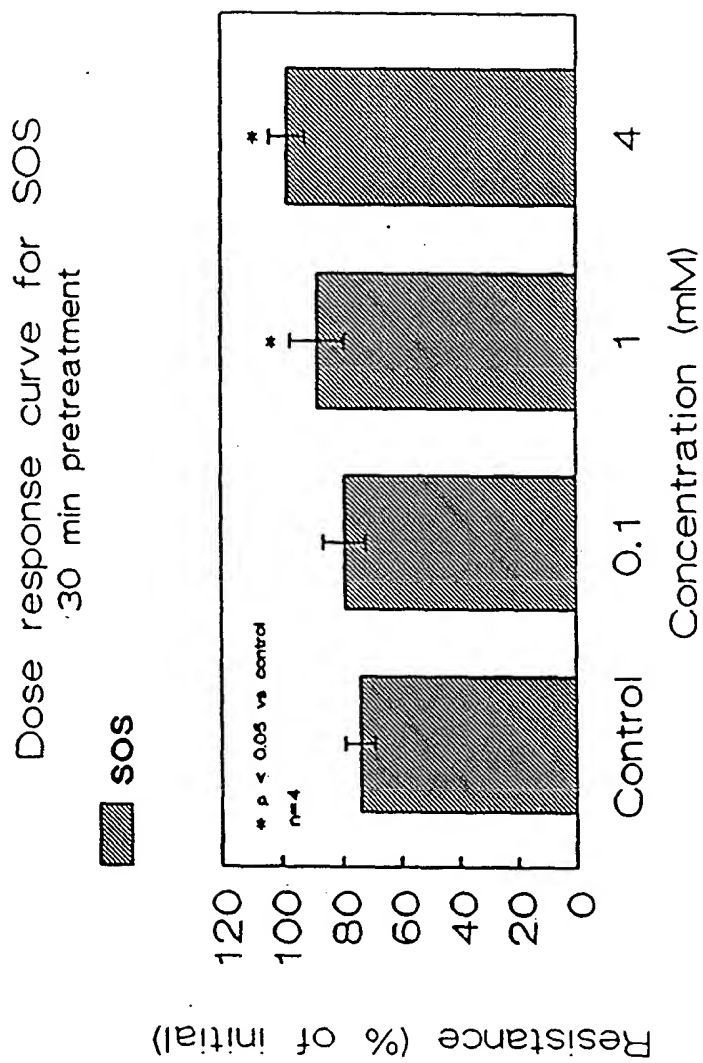 Dose response curve for SOS
30 min pretreatment
SOS
Resistance (% of initial)
120
100
80
60
40
20
0
* p < 0.05 vs control
n=4
*
*
Control
0.1
1
4
Concentration (mM)